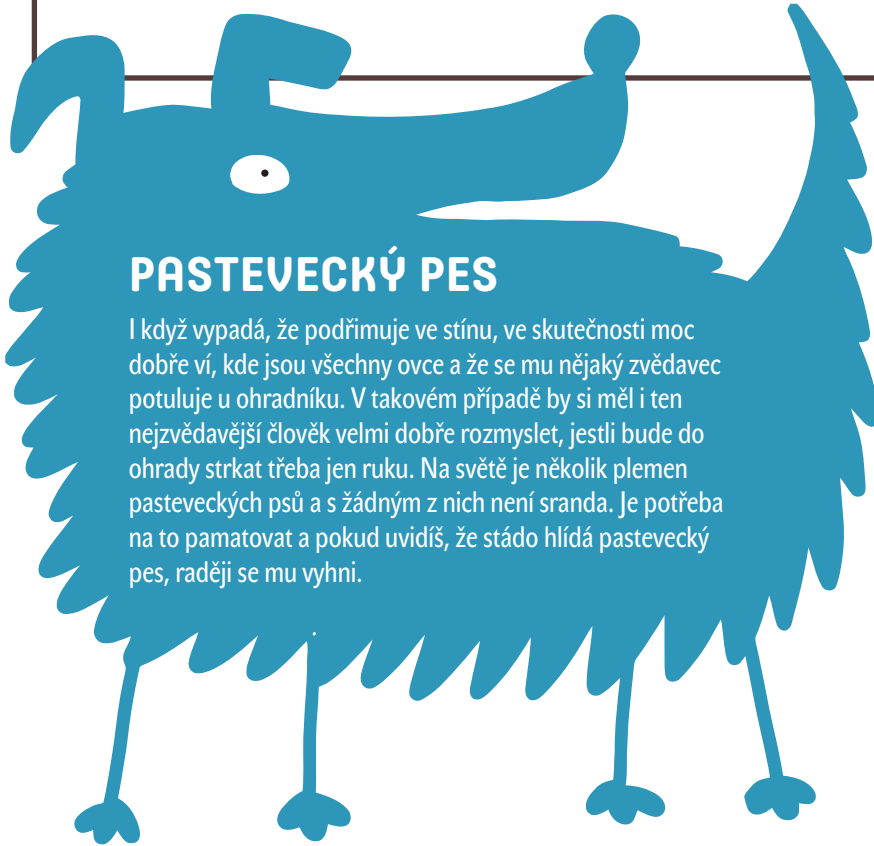 PASTEVECKÝ PES
I když vypadá, že podřimuje ve stínu, ve skutečnosti moc
dobře ví, kde jsou všechny ovce a že se mu nějaký zvědavec
potuluje u ohradníku. V takovém případě by si měl i ten
nejzvědavější člověk velmi dobře rozmyslet, jestli bude do
ohrady strkat třeba jen ruku. Na světě je několik plemen
pasteveckých psů a s žádným z nich není sranda. Je potřeba
na to pamatovat a pokud uvidíš, že stádo hlídá pastevecký
pes, raději se mu vyhni.